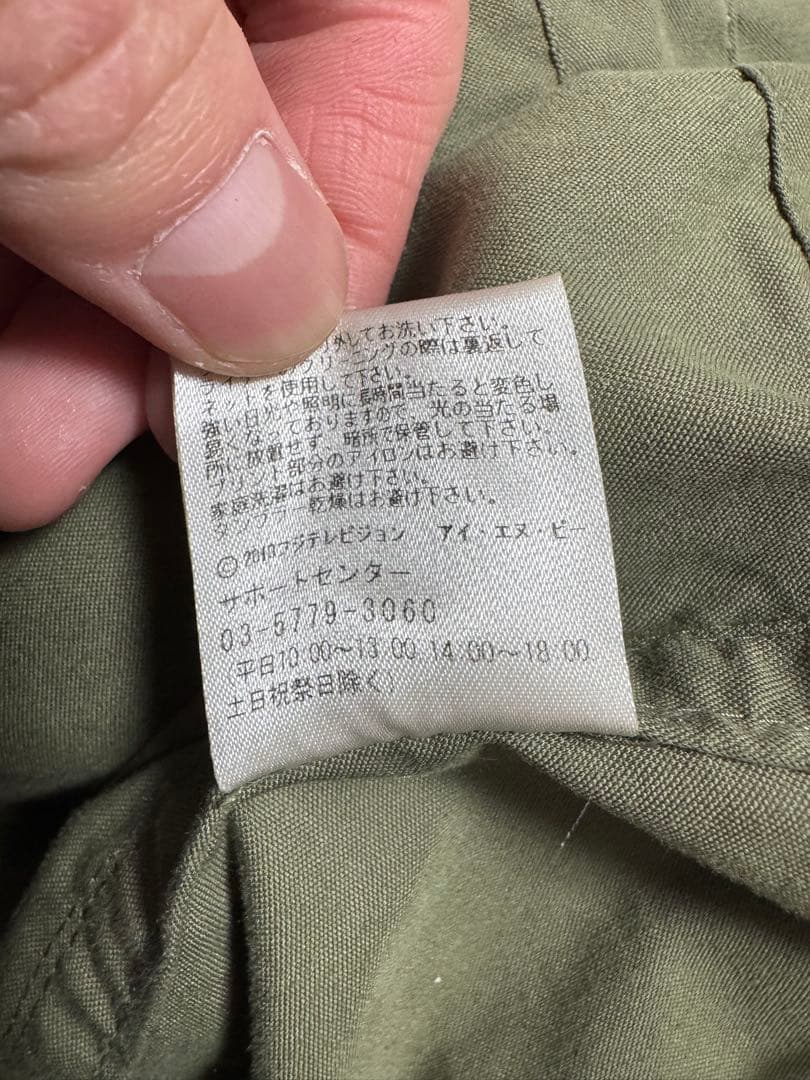 外してお洗い下さい。
リーニングの際は裏返して
ネットを使用して下さい。
強い日光や照明に長時間当たると変色し
易くなっておりますので、光の当たる場
所に放置せず、暗所で保管して下さい。
プリント部分のアイロンはお避け下さい。
家庭洗濯はお避け下さい。
タンブラー乾燥はお避け下さい。
フジテレビジョン アイ・エヌ・ピー
サポートセンター
03-5779-3060
(平日10:00〜13:00 14:00〜18:00
土日祝祭日除く)